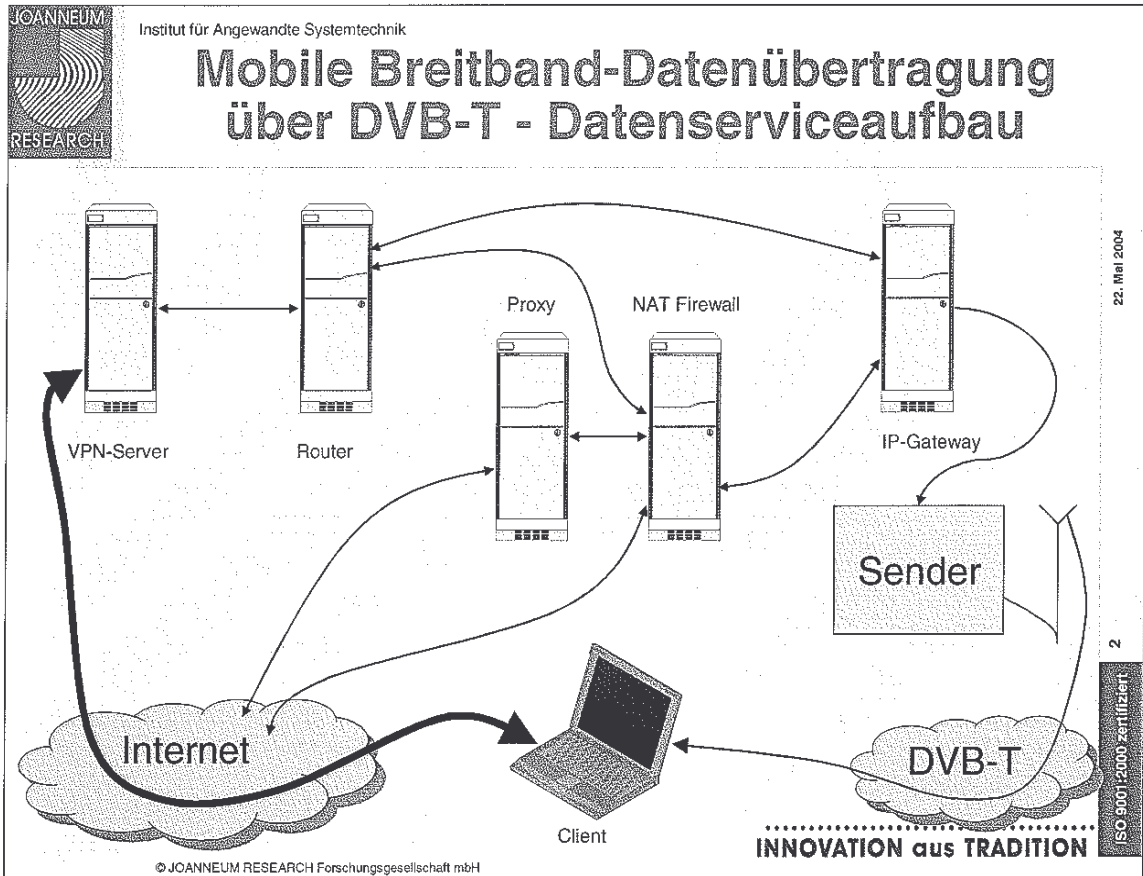 JOANNEUM
RESEARCH
Institut für Angewandte Systemtechnik
Mobile Breitband-Datenübertragung
über DVB-T - Datenserviceaufbau
22. Mai 2004
Proxy
NAT Firewall
VPN-Server
Router
IP-Gateway
Sender
2
Internet
DVB-T
Client
ISO 9001:2000 zertifiziert
INNOVATION aus TRADITION
© JOANNEUM RESEARCH Forschungsgesellschaft mbH